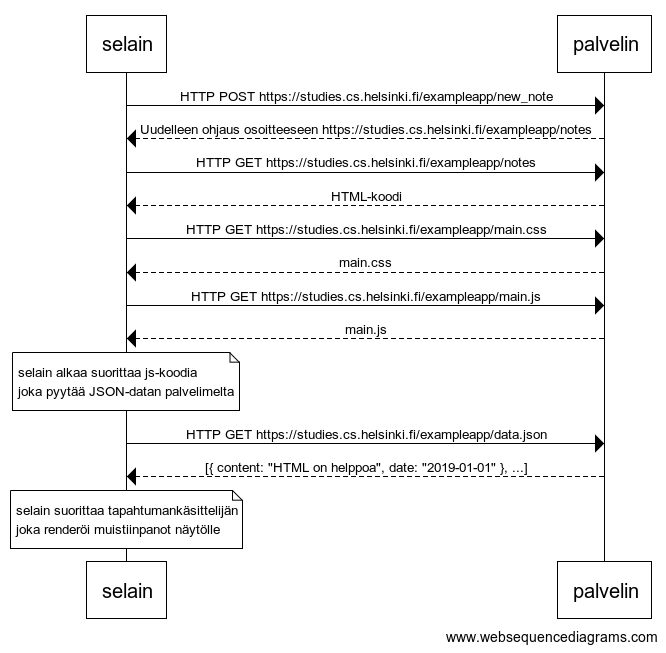 selain
palvelin
HTTP POST https://studies.cs.helsinki.fi/exampleapp/new_note
Uudelleen ohjaus osoitteeseen https://studies.cs.helsinki.fi/exampleapp/notes
HTTP GET https://studies.cs.helsinki.fi/exampleapp/notes
HTML-koodi
HTTP GET https://studies.cs.helsinki.fi/exampleapp/main.css
main.css
HTTP GET https://studies.cs.helsinki.fi/exampleapp/main.js
main.js
selain alkaa suorittaa js-koodia
joka pyytää JSON-datan palvelimelta
HTTP GET https://studies.cs.helsinki.fi/exampleapp/data.json
[{ content: "HTML on helppoa", date: "2019-01-01" }, ...]
selain suorittaa tapahtumankäsittelijän
joka renderöi muistiinpanot näytölle
selain
palvelin
www.websequencediagrams.com